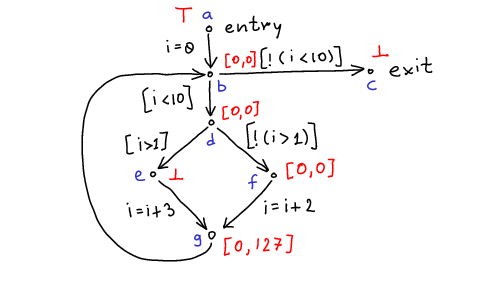 ⊤ a entry
i=0
[0,0] [!(i<10)] ⊥
b c exit
[i<10]
[0,0]
[i>1] d [!(i>1)]
e ⊥ f [0,0]
i=i+3 i=i+2
g [0,127]